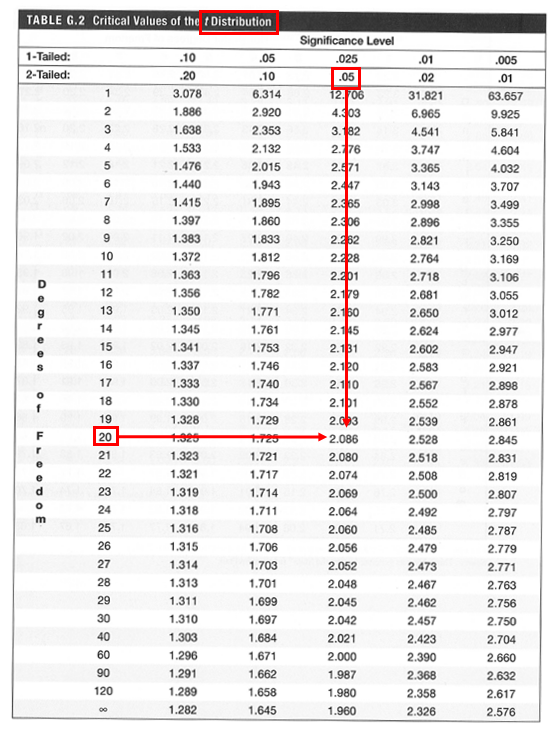 TABLE G.2 Critical Values of the t Distribution
Significance Level
1-Tailed: .10 .05 .025 .01 .005
2-Tailed: .20 .10 .05 .02 .01
1 3.078 6.314 12.706 31.821 63.657
2 1.886 2.920 4.303 6.965 9.925
3 1.638 2.353 3.182 4.541 5.841
4 1.533 2.132 2.776 3.747 4.604
5 1.476 2.015 2.571 3.365 4.032
6 1.440 1.943 2.447 3.143 3.707
7 1.415 1.895 2.365 2.998 3.499
8 1.397 1.860 2.306 2.896 3.355
9 1.383 1.833 2.262 2.821 3.250
10 1.372 1.812 2.228 2.764 3.169
11 1.363 1.796 2.201 2.718 3.106
12 1.356 1.782 2.179 2.681 3.055
13 1.350 1.771 2.160 2.650 3.012
14 1.345 1.761 2.145 2.624 2.977
15 1.341 1.753 2.131 2.602 2.947
16 1.337 1.746 2.120 2.583 2.921
17 1.333 1.740 2.110 2.567 2.898
18 1.330 1.734 2.101 2.552 2.878
19 1.328 1.729 2.093 2.539 2.861
20 1.325 1.725 2.086 2.528 2.845
21 1.323 1.721 2.080 2.518 2.831
22 1.321 1.717 2.074 2.508 2.819
23 1.319 1.714 2.069 2.500 2.807
24 1.318 1.711 2.064 2.492 2.797
25 1.316 1.708 2.060 2.485 2.787
26 1.315 1.706 2.056 2.479 2.779
27 1.314 1.703 2.052 2.473 2.771
28 1.313 1.701 2.048 2.467 2.763
29 1.311 1.699 2.045 2.462 2.756
30 1.310 1.697 2.042 2.457 2.750
40 1.303 1.684 2.021 2.423 2.704
60 1.296 1.671 2.000 2.390 2.660
90 1.291 1.662 1.987 2.368 2.632
120 1.289 1.658 1.980 2.358 2.617
∞ 1.282 1.645 1.960 2.326 2.576
Degrees of Freedom